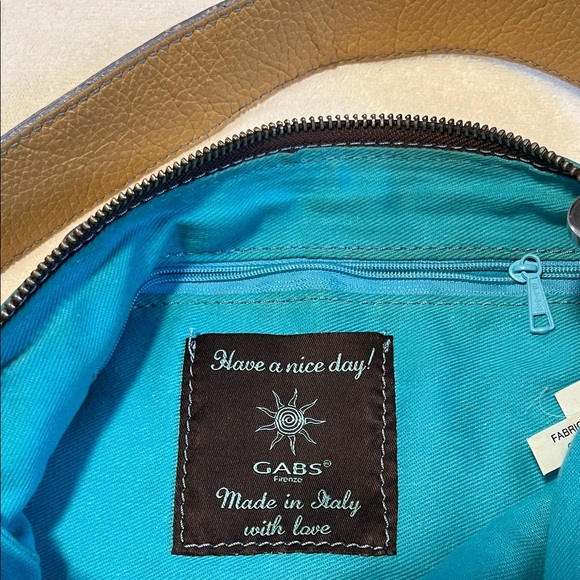 Have a nice day!
GABS®
Firenze
Made in Italy
with love
FABRIC